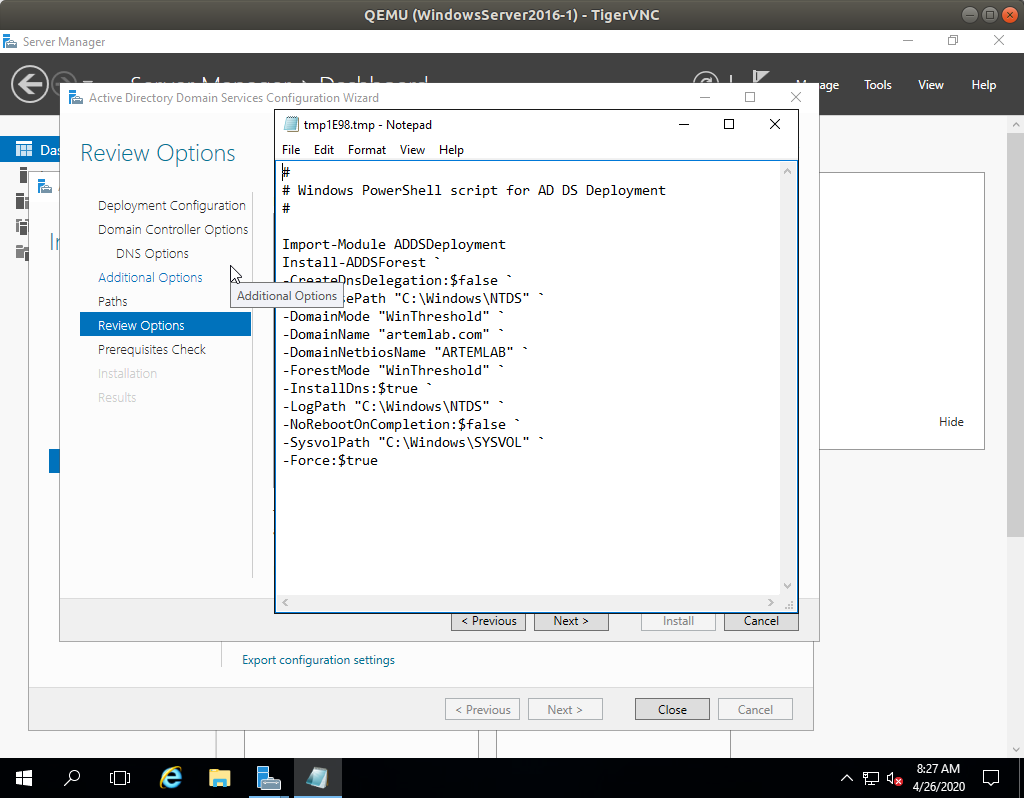 QEMU (WindowsServer2016-1) - TigerVNC
Server Manager
Server Manager
Dashboard
Tools
View
Help
Active Directory Domain Services Configuration Wizard
Review Options
Deployment Configuration
Domain Controller Options
DNS Options
Additional Options
Paths
Review Options
Prerequisites Check
Installation
Results
Additional Options
tmp1E98.tmp - Notepad
File Edit Format View Help
#
# Windows PowerShell script for AD DS Deployment
#
Import-Module ADDSDeployment
Install-ADDSForest `
-CreateDnsDelegation:$false `
sePath "C:\Windows\NTDS" `
-DomainMode "WinThreshold" `
-DomainName "artemlab.com" `
-DomainNetbiosName "ARTEMLAB" `
-ForestMode "WinThreshold" `
-InstallDns:$true `
-LogPath "C:\Windows\NTDS" `
-NoRebootOnCompletion:$false `
-SysvolPath "C:\Windows\SYSVOL" `
-Force:$true
Hide
< Previous
Next >
Install
Cancel
Export configuration settings
< Previous
Next >
Close
Cancel
8:27 AM
4/26/2020